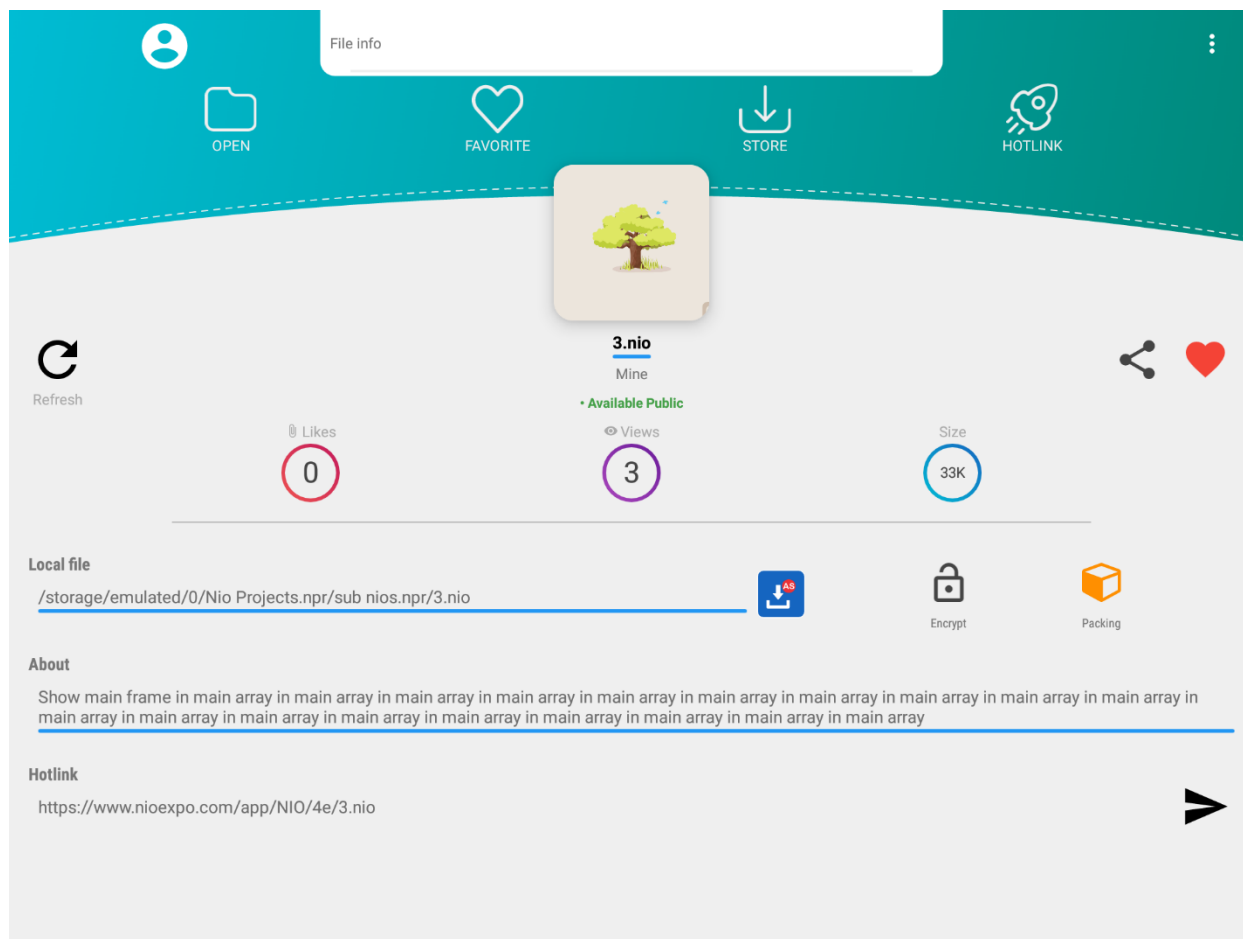 File info
OPEN
FAVORITE
STORE
HOTLINK
3.nio
Mine
• Available Public
Refresh
Likes
Views
Size
0
3
33K
Local file
/storage/emulated/0/Nio Projects.npr/sub nios.npr/3.nio
AS
Encrypt
Packing
About
Show main frame in main array in main array in main array in main array in main array in main array in main array in main array in main array in main array in
main array in main array in main array in main array in main array in main array in main array in main array in main array
Hotlink
https://www.nioexpo.com/app/NIO/4e/3.nio